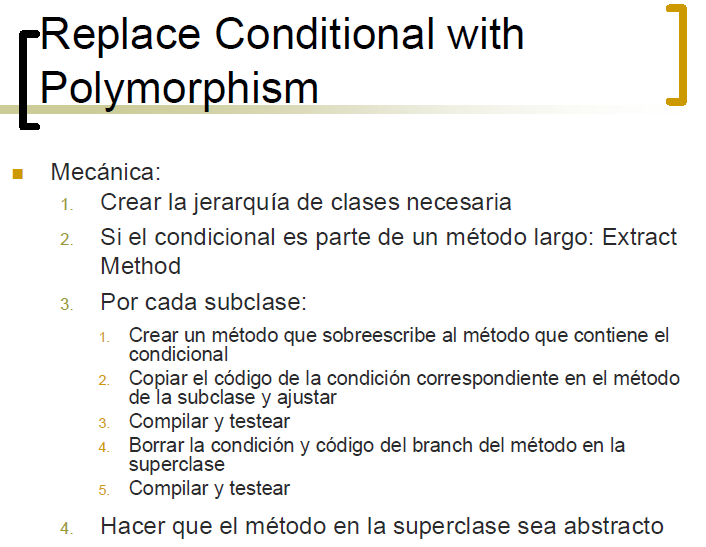 Replace Conditional with
Polymorphism
Mecánica:
1. Crear la jerarquía de clases necesaria
2. Si el condicional es parte de un método largo: Extract
Method
3. Por cada subclase:
1. Crear un método que sobreescribe al método que contiene el
condicional
2. Copiar el código de la condición correspondiente en el método
de la subclase y ajustar
3. Compilar y testear
4. Borrar la condición y código del branch del método en la
superclase
5. Compilar y testear
4. Hacer que el método en la superclase sea abstracto